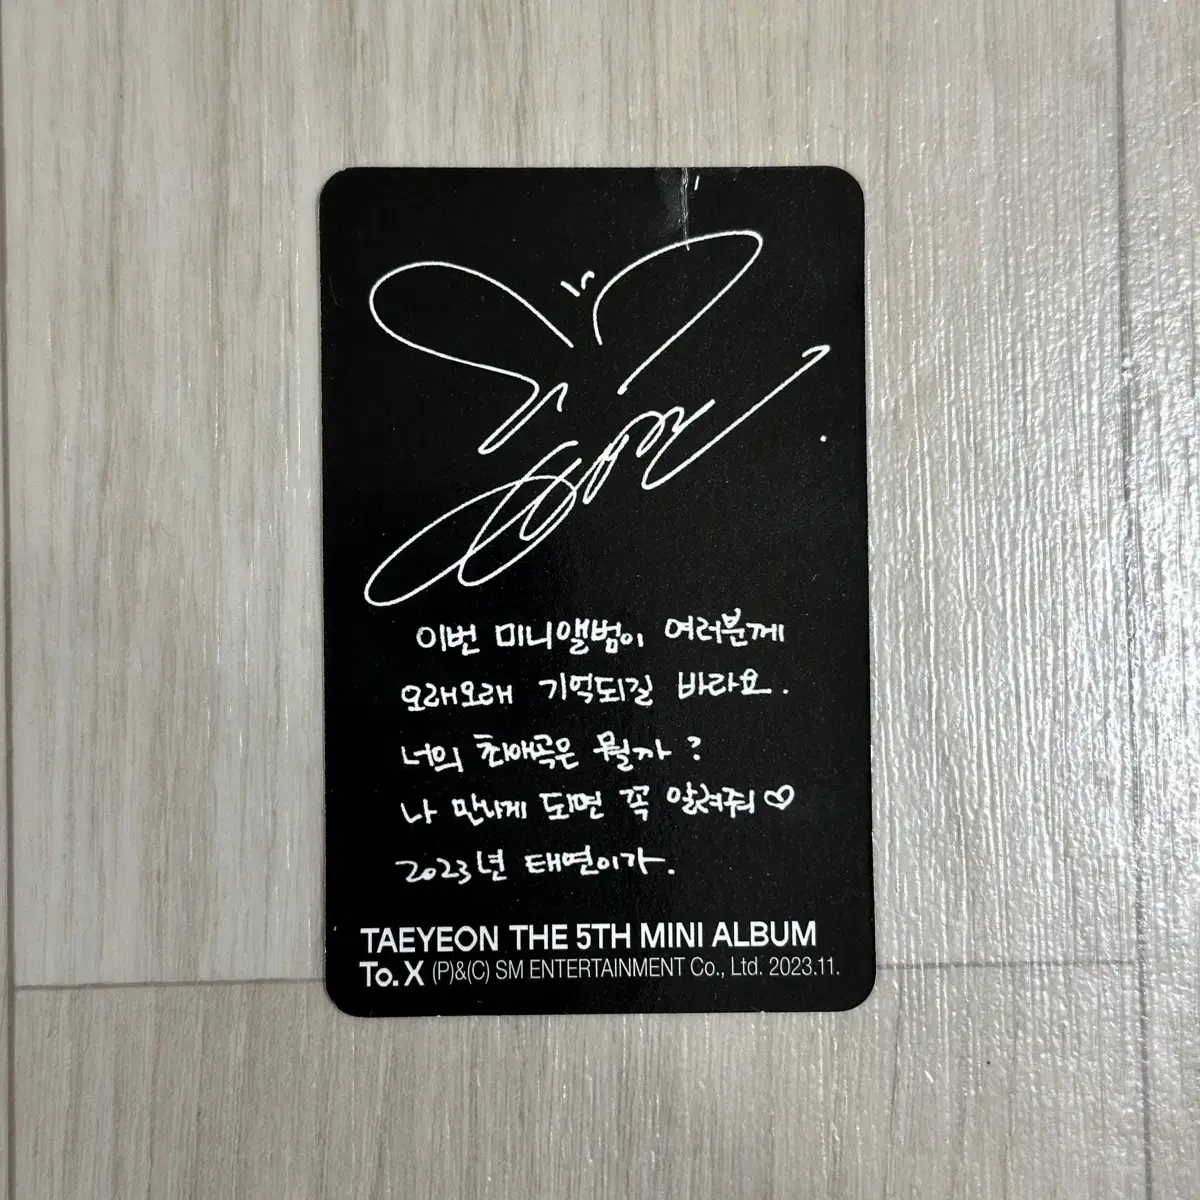 이번 미니앨범이 여러분께
오래오래 기억되길 바라요.
너의 최애곡은 뭘까?
나 만나게 되면 꼭 알려줘♡
2023년 태연이가.
TAEYEON THE 5TH MINI ALBUM
To. X (P)&(C) SM ENTERTAINMENT Co., Ltd. 2023.11.